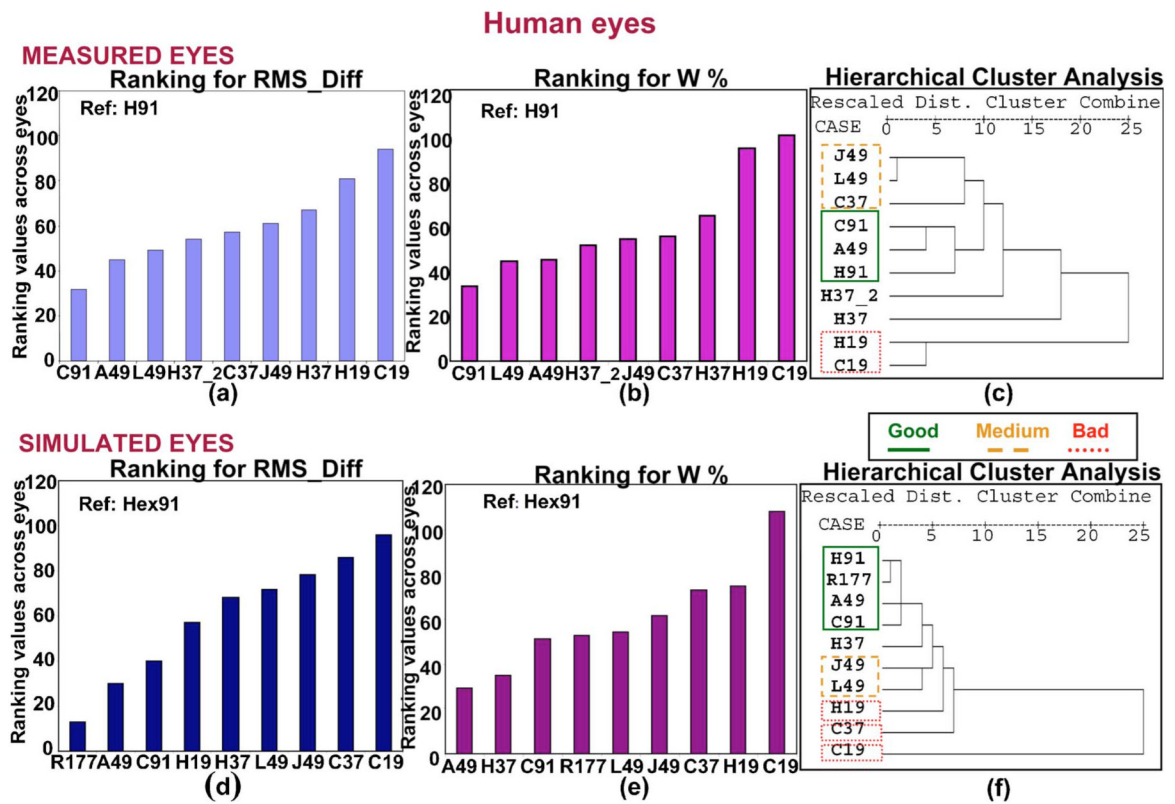 Human eyes
MEASURED EYES
Ranking for RMS_Diff
Ranking values across eyes
120
100
80
60
40
20
0
Ref: H91
C91 A49 L49 H37_2 C37 J49 H37 H19 C19
(a)
Ranking for W %
Ranking values across eyes
120
100
80
60
40
20
0
Ref: H91
C91 L49 A49 H37_2 J49 C37 H37 H19 C19
(b)
Hierarchical Cluster Analysis
Rescaled Dist. Cluster Combine
CASE 0 5 10 15 20 25
J49
L49
C37
C91
A49
H91
H37_2
H37
H19
C19
(c)
SIMULATED EYES
Ranking for RMS_Diff
Ranking values across eyes
120
100
80
60
40
20
0
Ref: Hex91
R177 A49 C91 H19 H37 L49 J49 C37 C19
(d)
Ranking for W %
Ranking values across eyes
120
100
80
60
40
20
0
Ref: Hex91
A49 H37 C91 R177 L49 J49 C37 H19 C19
(e)
Good Medium Bad
Hierarchical Cluster Analysis
Rescaled Dist. Cluster Combine
CASE 0 5 10 15 20 25
H91
R177
A49
C91
H37
J49
L49
H19
C37
C19
(f)